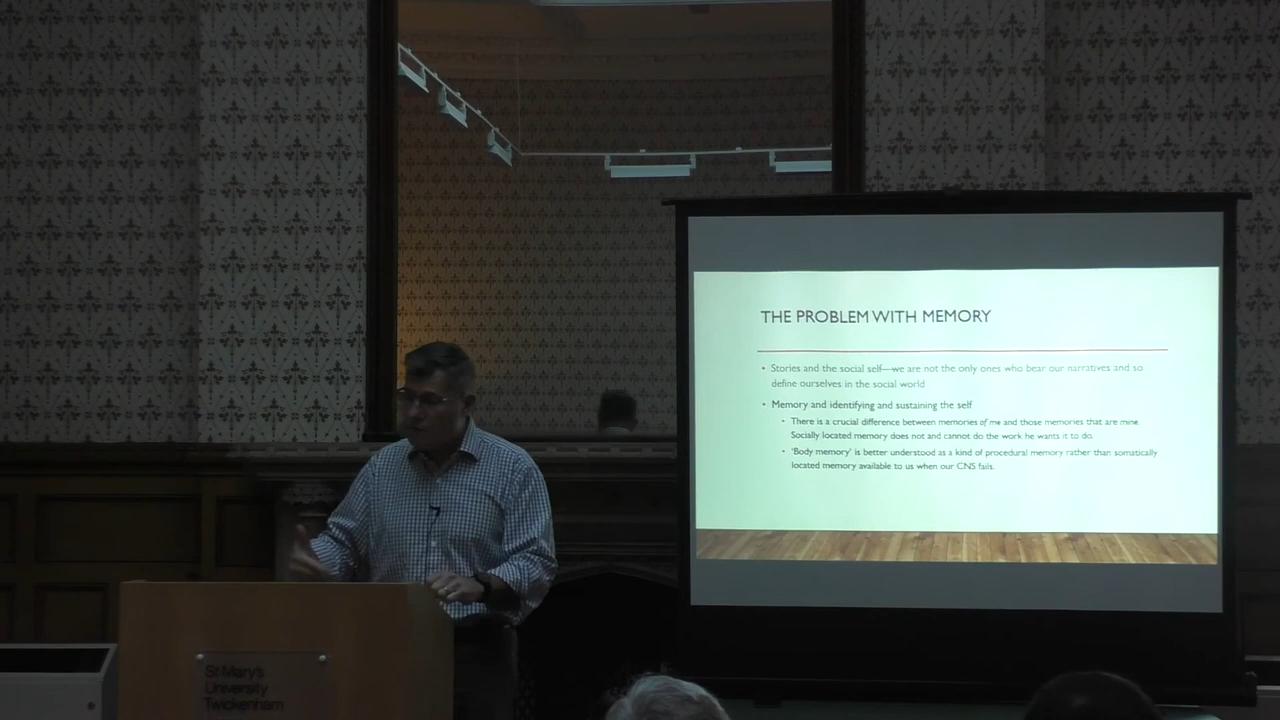 THE PROBLEM WITH MEMORY
• Stories and the social self—we are not the only ones who bear our narratives and so
define ourselves in the social world
• Memory and identifying and sustaining the self
• There is a crucial difference between memories of me and those memories that are mine.
Socially located memory does not and cannot do the work he wants it to do.
• 'Body memory' is better understood as a kind of procedural memory rather than somatically
located memory available to us when our CNS fails.
St Mary's
University
Twickenham